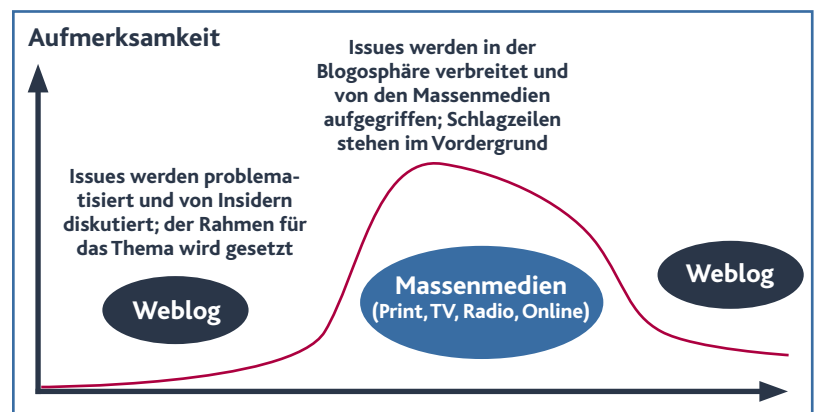 Aufmerksamkeit
Issues werden in der
Blogosphäre verbreitet und
von den Massenmedien
aufgegriffen; Schlagzeilen
stehen im Vordergrund
Issues werden problema-
tisiert und von Insidern
diskutiert; der Rahmen für
das Thema wird gesetzt
Weblog
Massenmedien
(Print, TV, Radio, Online)
Weblog